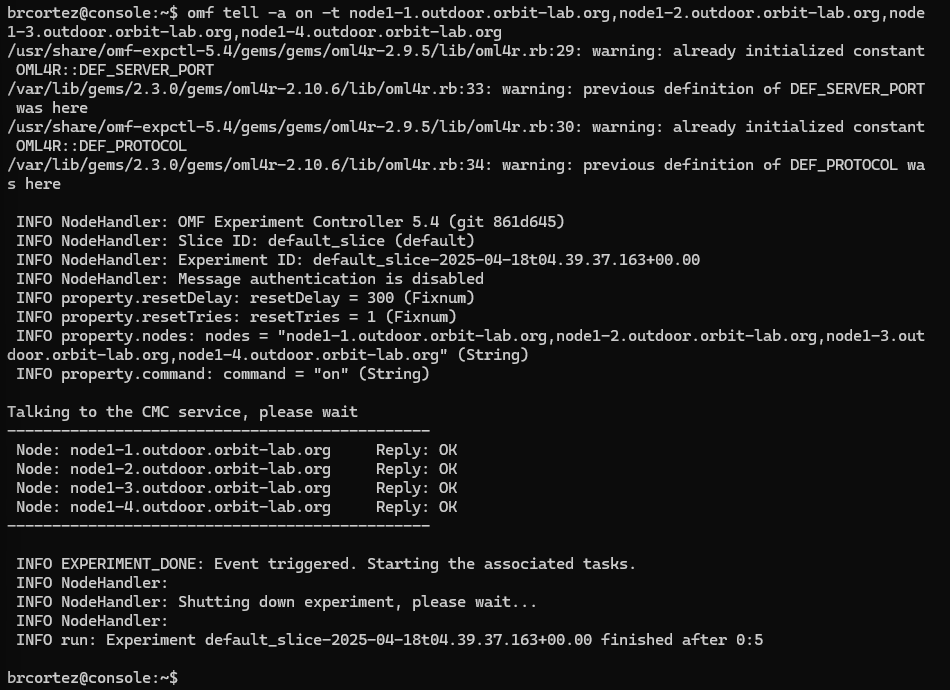 brcortez@console:~$ omf tell -a on -t node1-1.outdoor.orbit-lab.org,node1-2.outdoor.orbit-lab.org,node
1-3.outdoor.orbit-lab.org,node1-4.outdoor.orbit-lab.org
/usr/share/omf-expctl-5.4/gems/gems/oml4r-2.9.5/lib/oml4r.rb:29: warning: already initialized constant
 OML4R::DEF_SERVER_PORT
/var/lib/gems/2.3.0/gems/oml4r-2.10.6/lib/oml4r.rb:33: warning: previous definition of DEF_SERVER_PORT
 was here
/usr/share/omf-expctl-5.4/gems/gems/oml4r-2.9.5/lib/oml4r.rb:30: warning: already initialized constant
 OML4R::DEF_PROTOCOL
/var/lib/gems/2.3.0/gems/oml4r-2.10.6/lib/oml4r.rb:34: warning: previous definition of DEF_PROTOCOL wa
s here

 INFO NodeHandler: OMF Experiment Controller 5.4 (git 861d645)
 INFO NodeHandler: Slice ID: default_slice (default)
 INFO NodeHandler: Experiment ID: default_slice-2025-04-18t04.39.37.163+00.00
 INFO NodeHandler: Message authentication is disabled
 INFO property.resetDelay: resetDelay = 300 (Fixnum)
 INFO property.resetTries: resetTries = 1 (Fixnum)
 INFO property.nodes: nodes = "node1-1.outdoor.orbit-lab.org,node1-2.outdoor.orbit-lab.org,node1-3.out
door.orbit-lab.org,node1-4.outdoor.orbit-lab.org" (String)
 INFO property.command: command = "on" (String)

Talking to the CMC service, please wait
-----------------------------------------------
 Node: node1-1.outdoor.orbit-lab.org     Reply: OK
 Node: node1-2.outdoor.orbit-lab.org     Reply: OK
 Node: node1-3.outdoor.orbit-lab.org     Reply: OK
 Node: node1-4.outdoor.orbit-lab.org     Reply: OK
-----------------------------------------------

 INFO EXPERIMENT_DONE: Event triggered. Starting the associated tasks.
 INFO NodeHandler:
 INFO NodeHandler: Shutting down experiment, please wait...
 INFO NodeHandler:
 INFO run: Experiment default_slice-2025-04-18t04.39.37.163+00.00 finished after 0:5

brcortez@console:~$